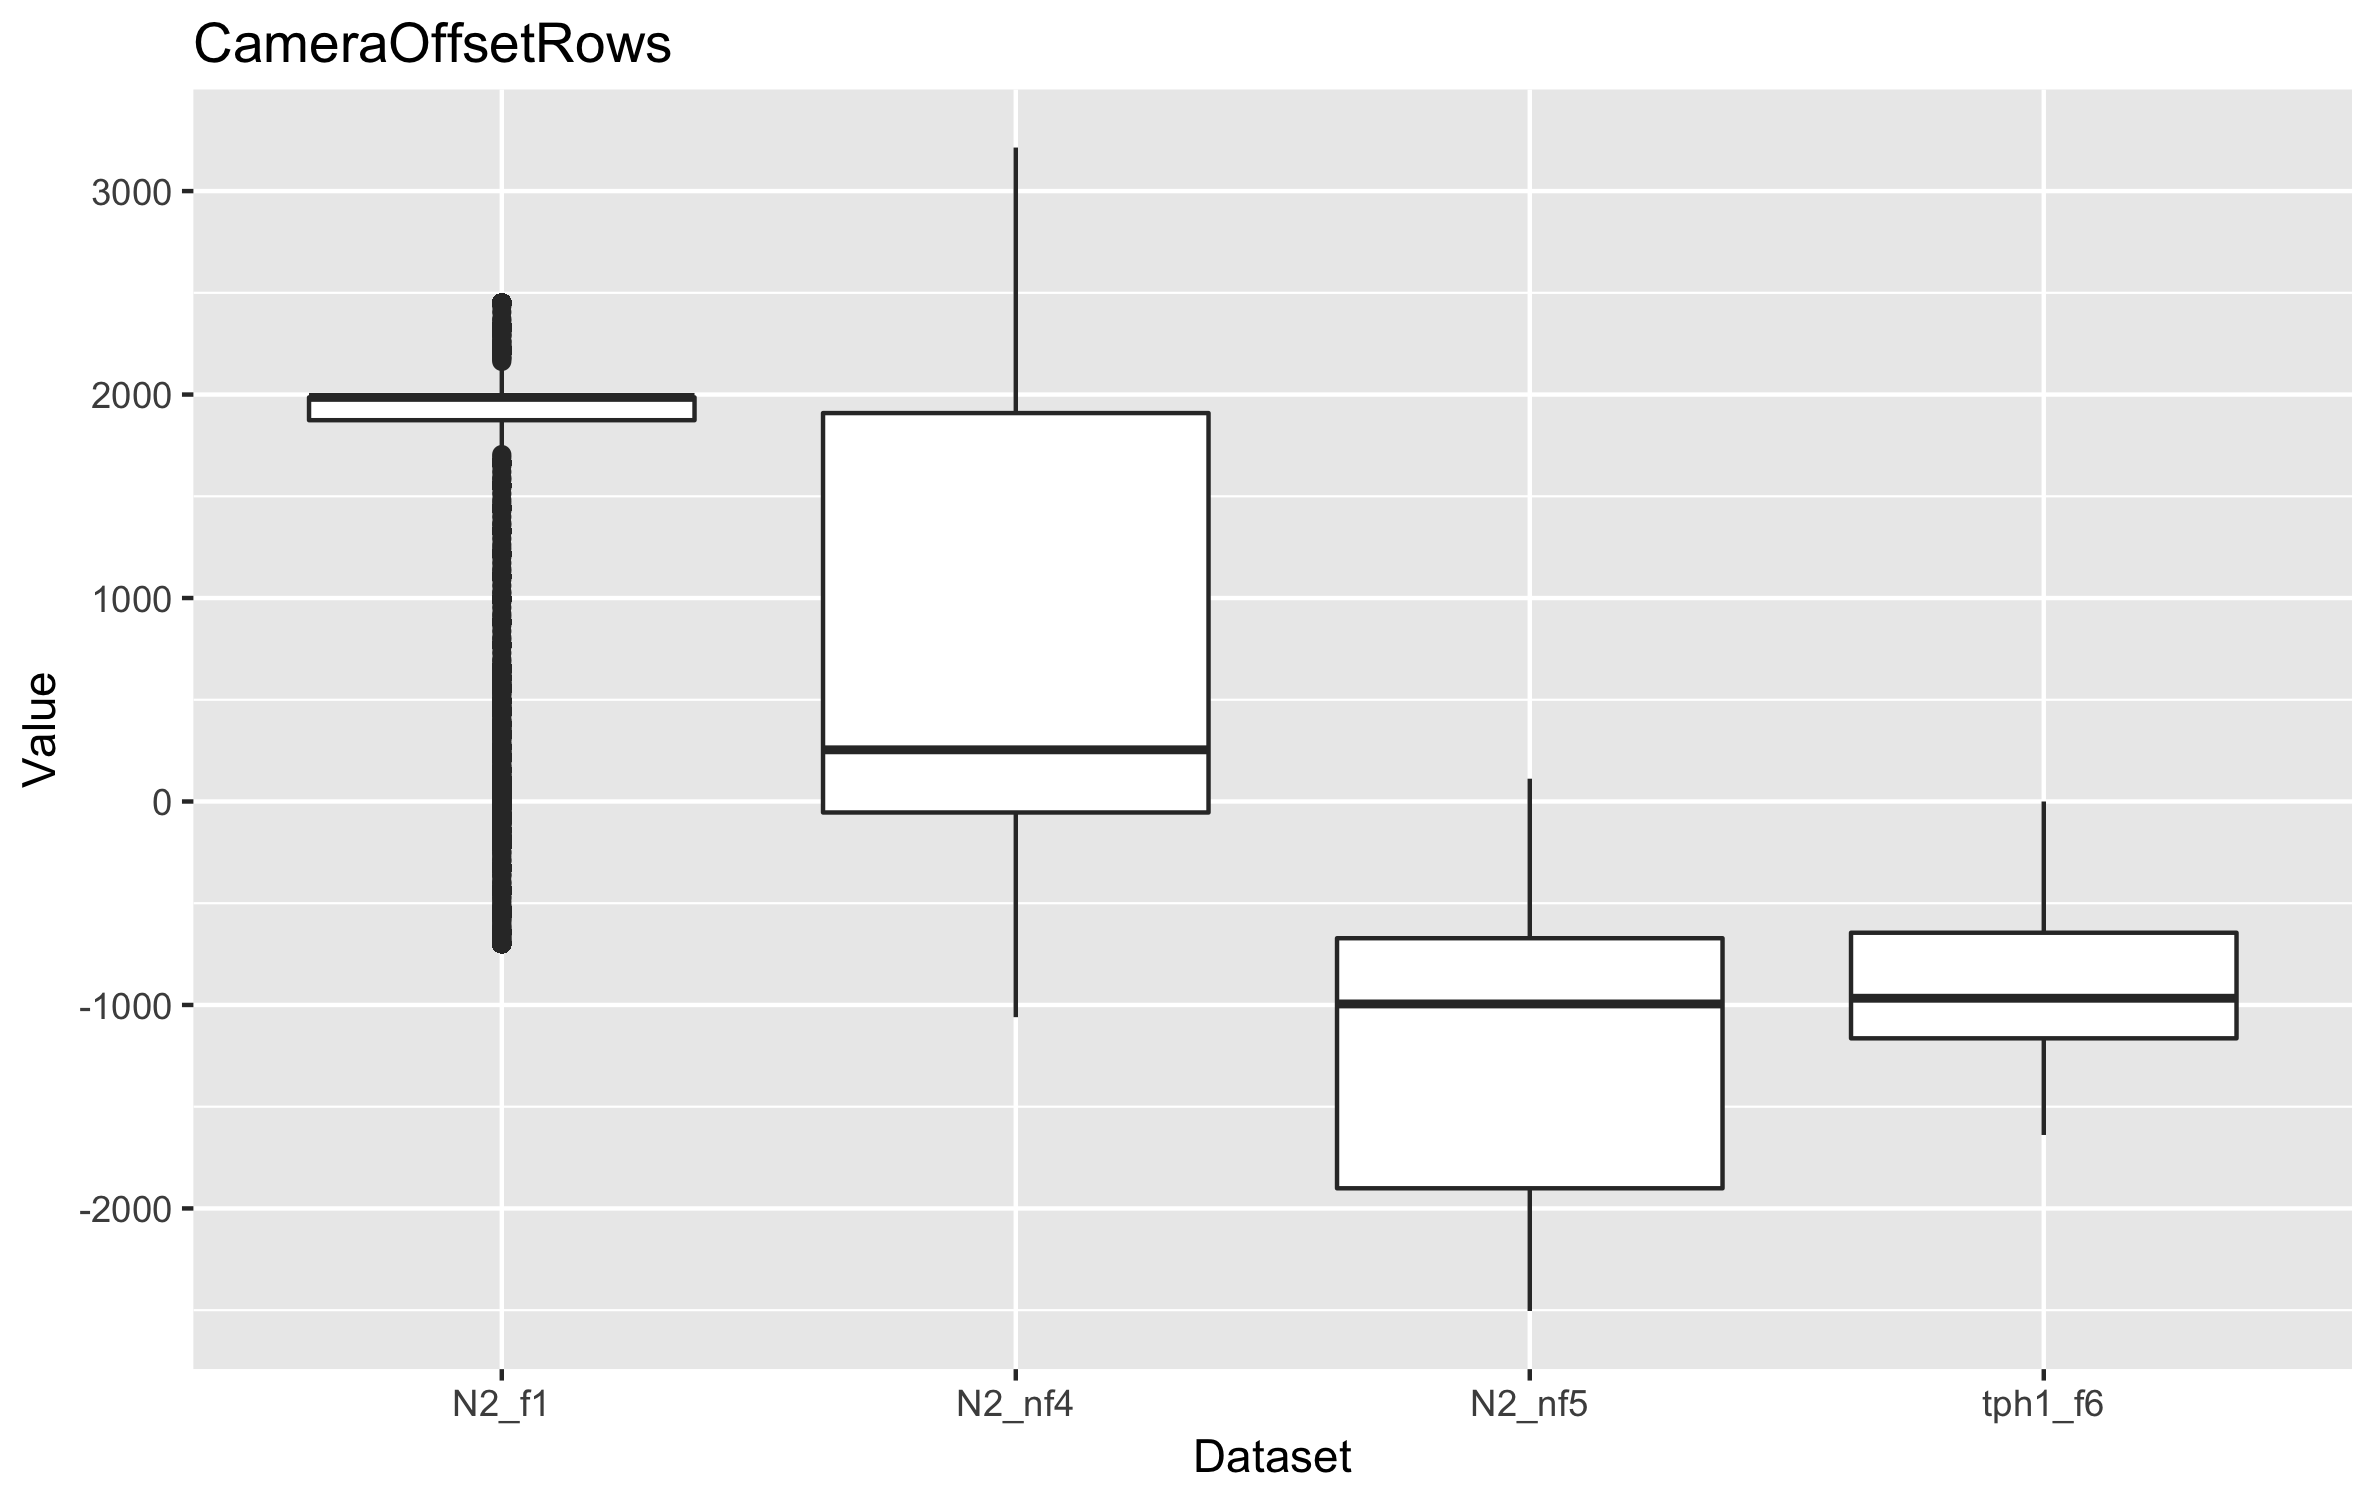 CameraOffsetRows
3000
2000
1000
0
-1000
-2000
Value
N2_f1
N2_nf4
N2_nf5
tph1_f6
Dataset